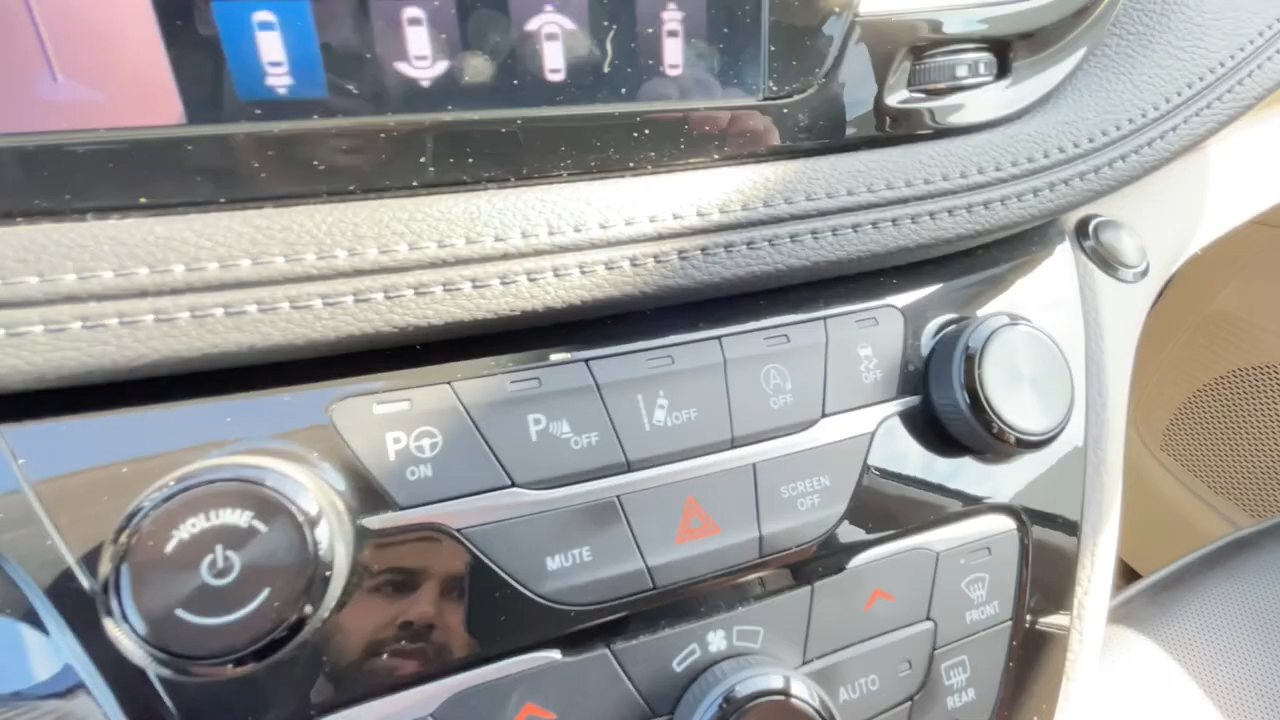 P
ON
P
OFF
OFF
A
OFF
OFF
VOLUME
MUTE
SCREEN
OFF
FRONT
AUTO
REAR